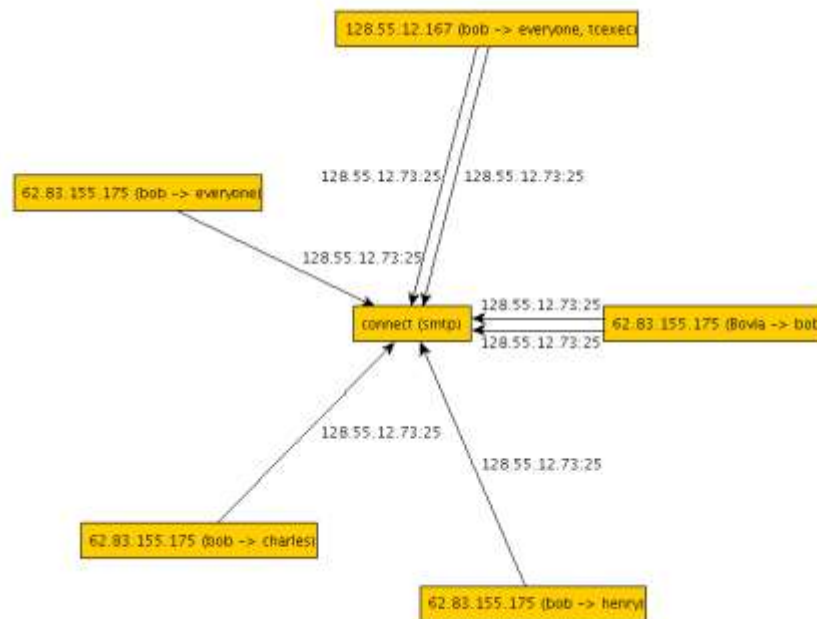 128.55.12.167 (bob -> everyone, tcexec)
128.55.12.73:25 128.55.12.73:25
62.83.155.175 (bob -> everyone)
128.55.12.73:25
128.55.12.73:25
connect (smtp) 62.83.155.175 (Bovia -> bob
128.55.12.73:25
128.55.12.73:25
128.55.12.73:25
62.83.155.175 (bob -> charles)
62.83.155.175 (bob -> henry)